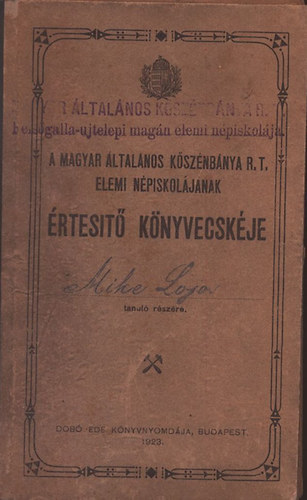 ÁLTALÁNOS KŐSZÉNBÁNYA R.
ujtelepi magán elemi népiskolája
A MAGYAR ÁLTALÁNOS KŐSZÉNBÁNYA R. T.
ELEMI NÉPISKOLÁJÁNAK
ÉRTESITŐ KÖNYVECSKÉJE
Mike
tanuló részére.
DOBÓ EDE KÖNYVNYOMDÁJA, BUDAPEST.
1923.